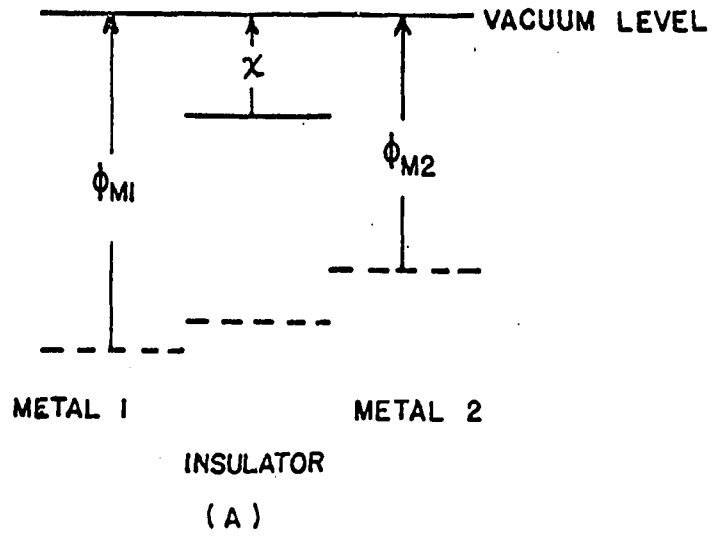 VACUUM LEVEL
χ
ϕM1
ϕM2
METAL 1
METAL 2
INSULATOR
(A)